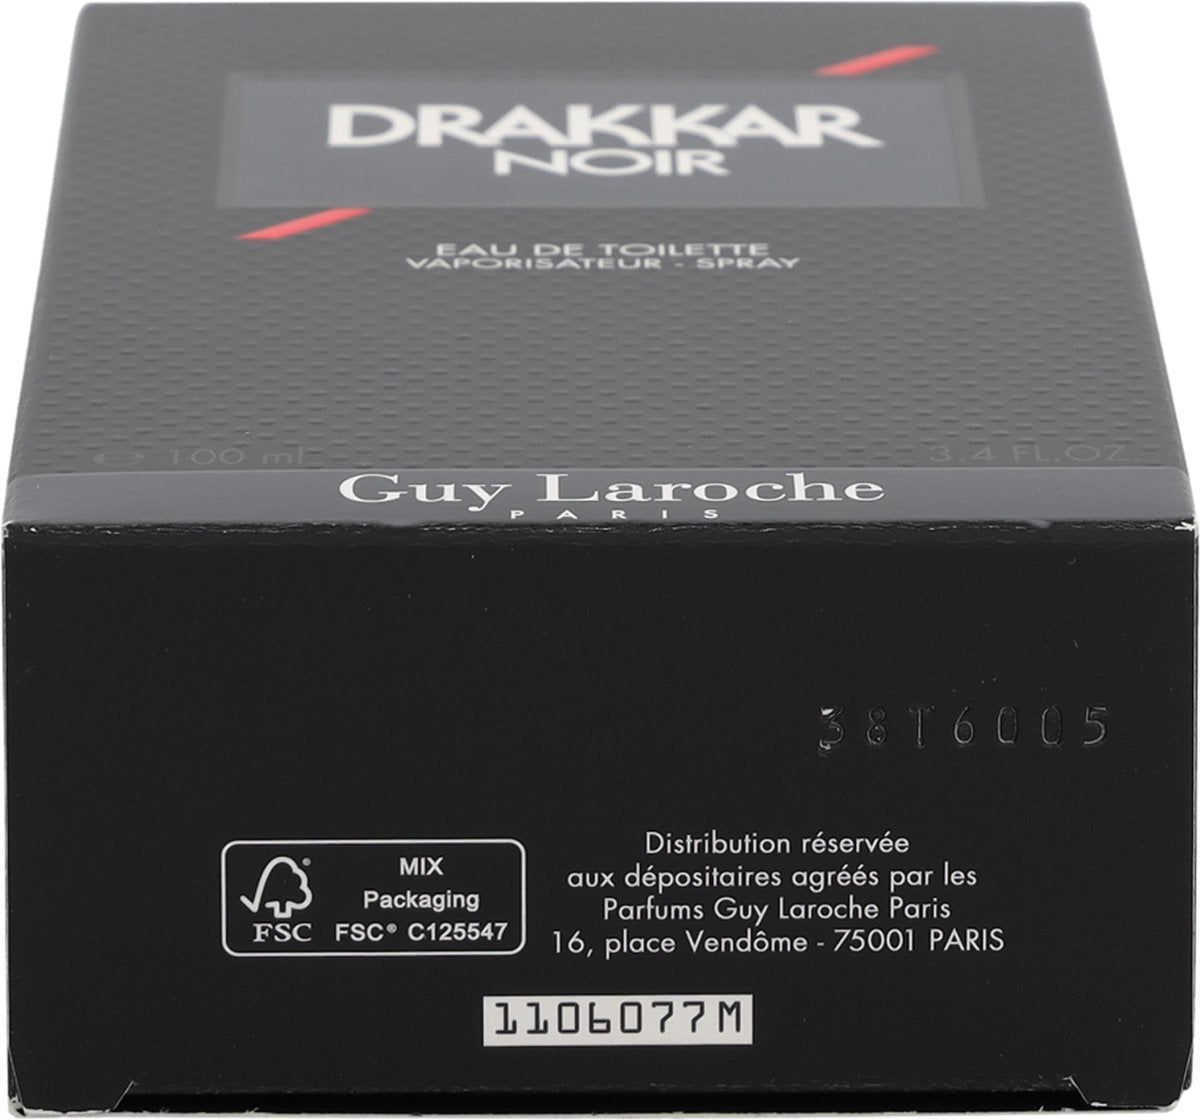 DRAKKAR
NOIR
EAU DE TOILETTE
VAPORISATEUR - SPRAY
℮ 100 ml
3.4 FL.OZ.
Guy Laroche
PARIS
38T6005
MIX
Packaging
FSC® C125547
FSC
Distribution réservée
aux dépositaires agréés par les
Parfums Guy Laroche Paris
16, place Vendôme - 75001 PARIS
1106077M